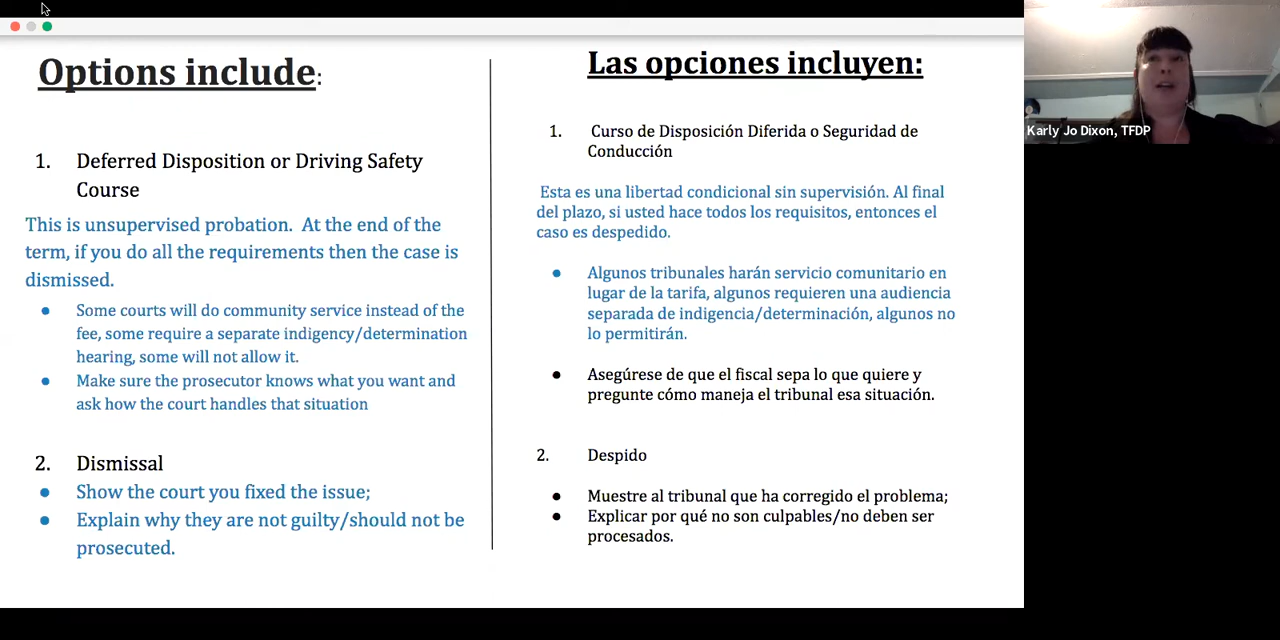 Options include:
1. Deferred Disposition or Driving Safety
Course
This is unsupervised probation. At the end of the
term, if you do all the requirements then the case is
dismissed.
● Some courts will do community service instead of the
fee, some require a separate indigency/determination
hearing, some will not allow it.
● Make sure the prosecutor knows what you want and
ask how the court handles that situation
2. Dismissal
● Show the court you fixed the issue;
● Explain why they are not guilty/should not be
prosecuted.
Las opciones incluyen:
1. Curso de Disposición Diferida o Seguridad de
Conducción
Esta es una libertad condicional sin supervisión. Al final
del plazo, si usted hace todos los requisitos, entonces el
caso es despedido.
● Algunos tribunales harán servicio comunitario en
lugar de la tarifa, algunos requieren una audiencia
separada de indigencia/determinación, algunos no
lo permitirán.
● Asegúrese de que el fiscal sepa lo que quiere y
pregunte cómo maneja el tribunal esa situación.
2. Despido
● Muestre al tribunal que ha corregido el problema;
● Explicar por qué no son culpables/no deben ser
procesados.
Karly Jo Dixon, TFDP